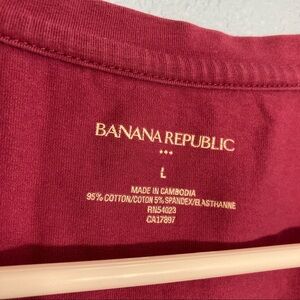 BANANA REPUBLIC
***
L
MADE IN CAMBODIA
95% COTTON/COTON 5% SPANDEX/ELASTHANNE
RN54023
CA17897